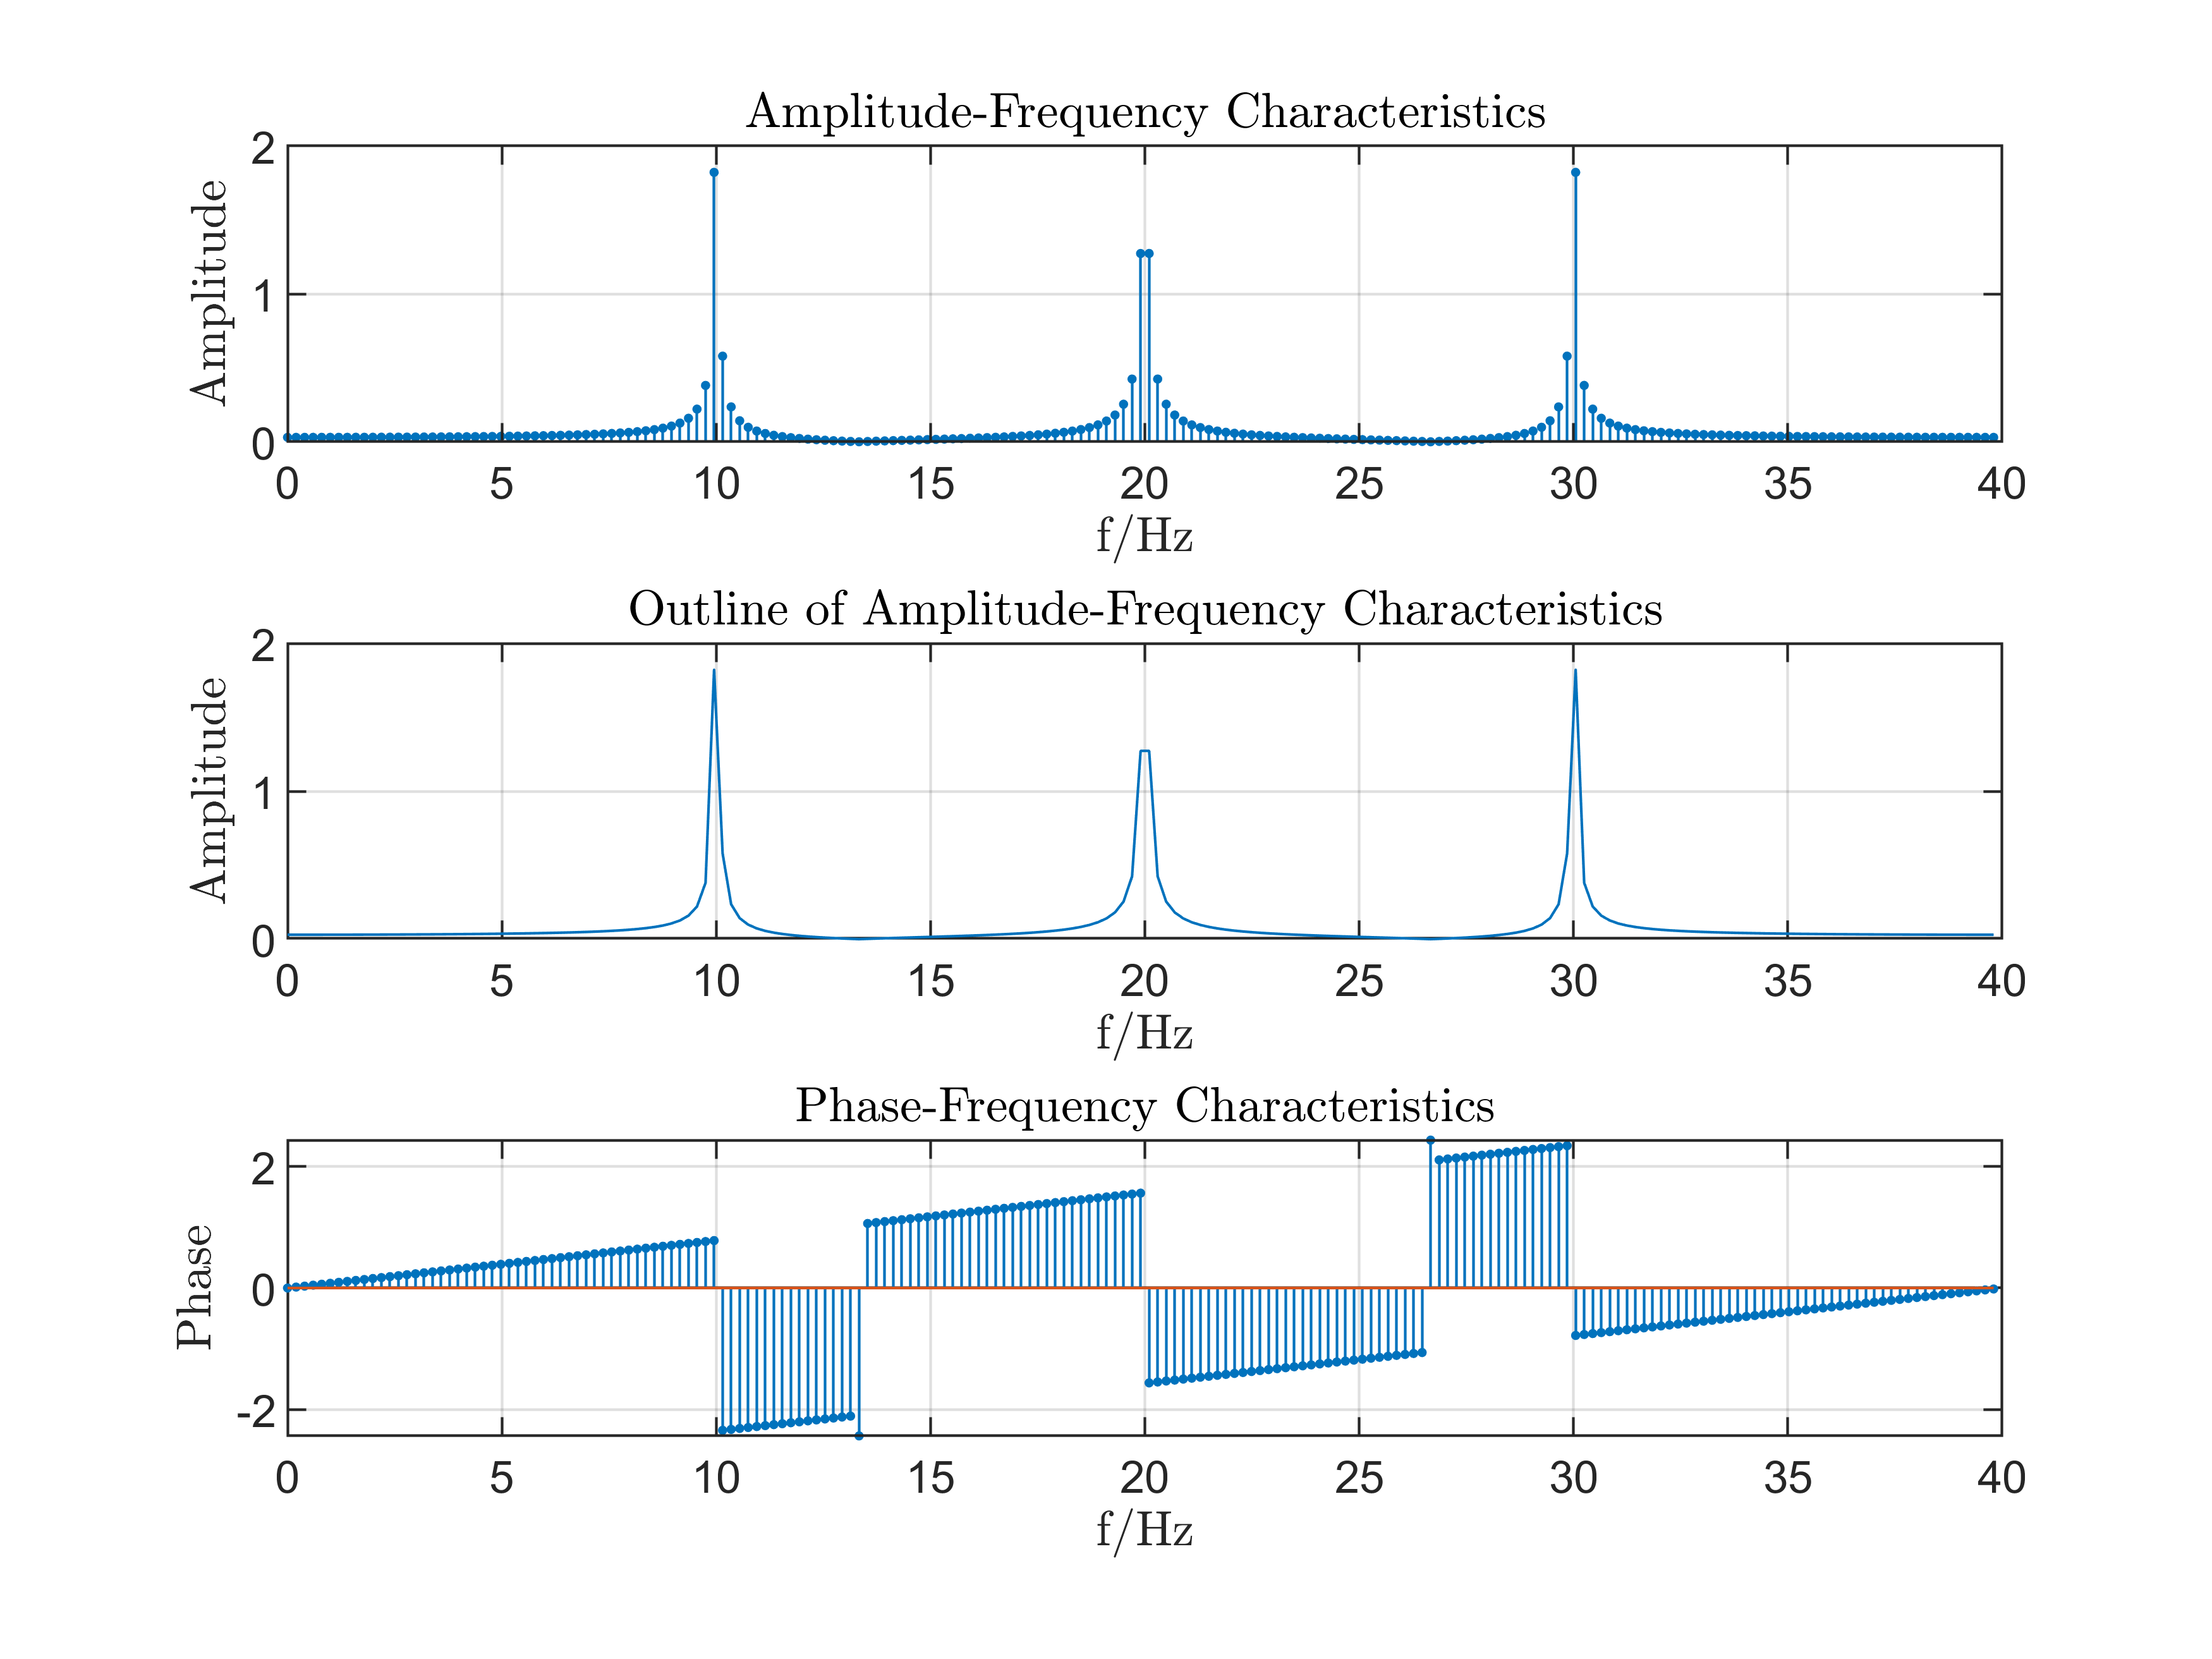 Amplitude-Frequency Characteristics
2
1
0
Amplitude
0 5 10 15 20 25 30 35 40
f/Hz
Outline of Amplitude-Frequency Characteristics
2
1
0
Amplitude
0 5 10 15 20 25 30 35 40
f/Hz
Phase-Frequency Characteristics
2
0
-2
Phase
0 5 10 15 20 25 30 35 40
f/Hz